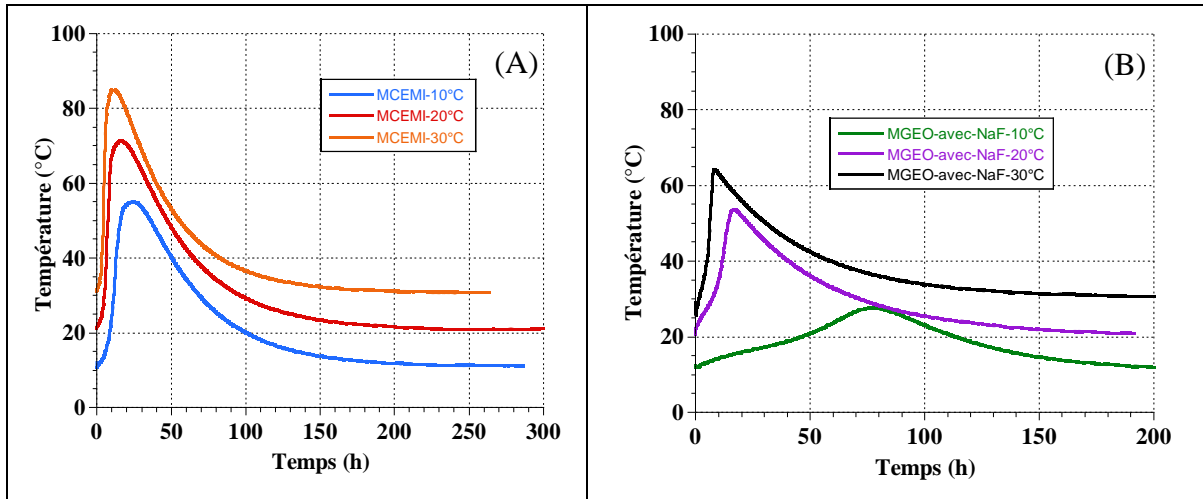 (A)
MCEMI-10°C
MCEMI-20°C
MCEMI-30°C
Température (°C)
100
80
60
40
20
0
0 50 100 150 200 250 300
Temps (h)
(B)
MGEO-avec-NaF-10°C
MGEO-avec-NaF-20°C
MGEO-avec-NaF-30°C
Température (°C)
100
80
60
40
20
0
0 50 100 150 200
Temps (h)